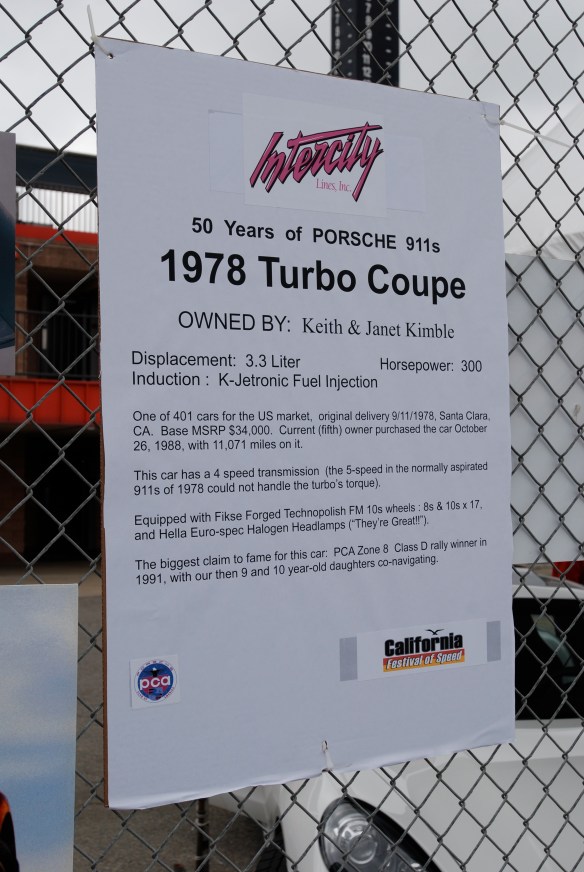 Intercity
Lines, Inc.
50 Years of PORSCHE 911s
1978 Turbo Coupe
OWNED BY: Keith & Janet Kimble
Displacement: 3.3 Liter Horsepower: 300
Induction : K-Jetronic Fuel Injection
One of 401 cars for the US market, original delivery 9/11/1978, Santa Clara,
CA. Base MSRP $34,000. Current (fifth) owner purchased the car October
26, 1988, with 11,071 miles on it.
This car has a 4 speed transmission (the 5-speed in the normally aspirated
911s of 1978 could not handle the turbo's torque).
Equipped with Fikse Forged Technopolish FM 10s wheels : 8s & 10s x 17,
and Hella Euro-spec Halogen Headlamps ("They're Great!!").
The biggest claim to fame for this car: PCA Zone 8 Class D rally winner in
1991, with our then 9 and 10 year-old daughters co-navigating.
pca
California
Festival of Speed